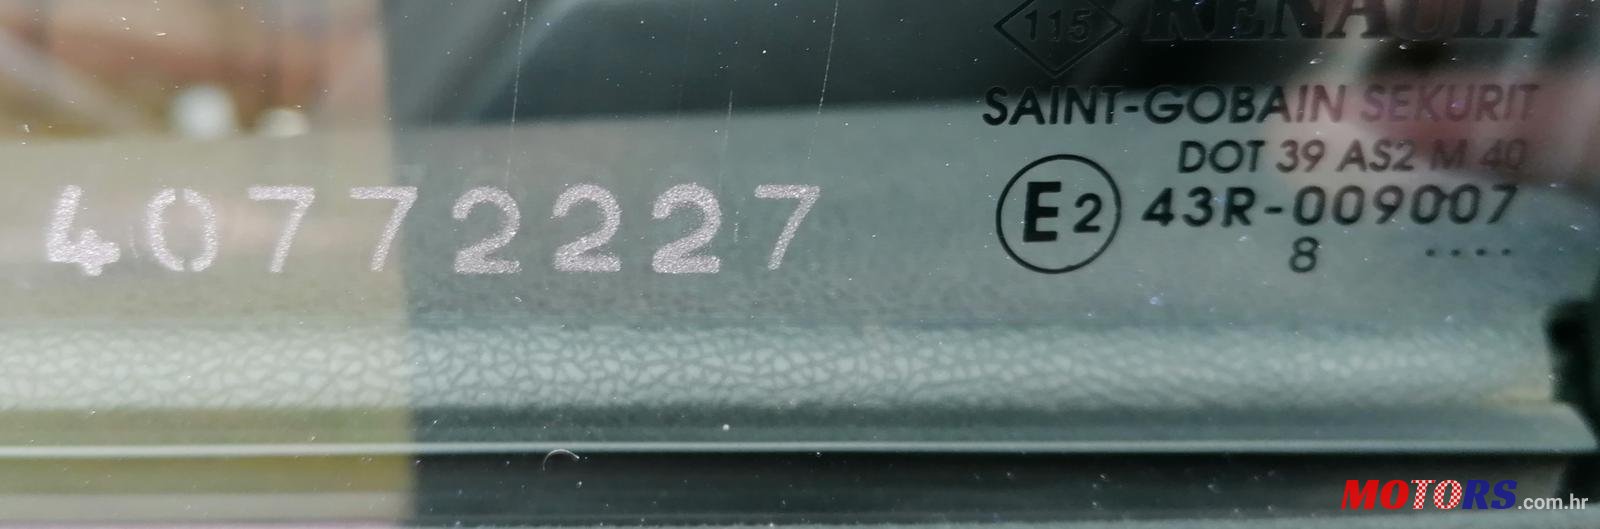 115 RENAULT
SAINT-GOBAIN SEKURIT
DOT 39 AS2 M 40
E2 43R-009007
8 ....
40772227
MOTORS.com.hr